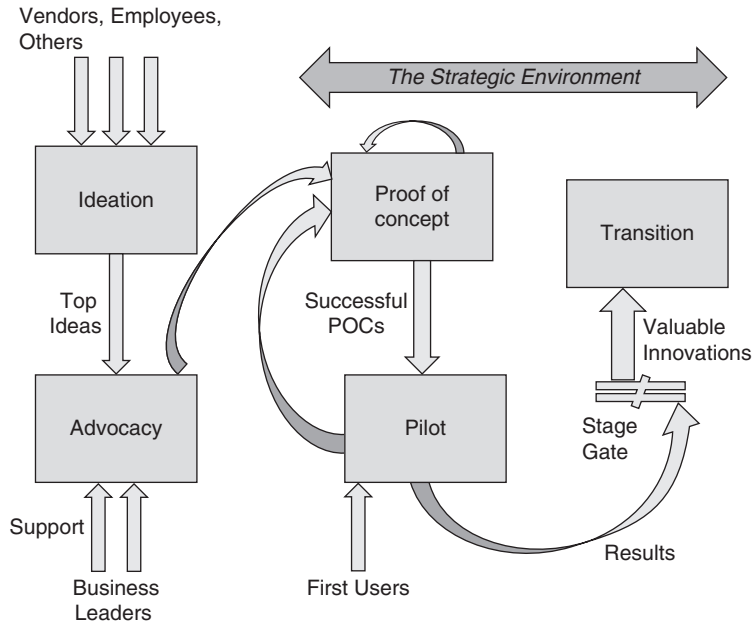 Vendors, Employees,
Others
The Strategic Environment
Ideation
Proof of
concept
Transition
Top
Ideas
Successful
POCs
Valuable
Innovations
Advocacy
Pilot
Stage
Gate
Support
Results
Business
Leaders
First Users